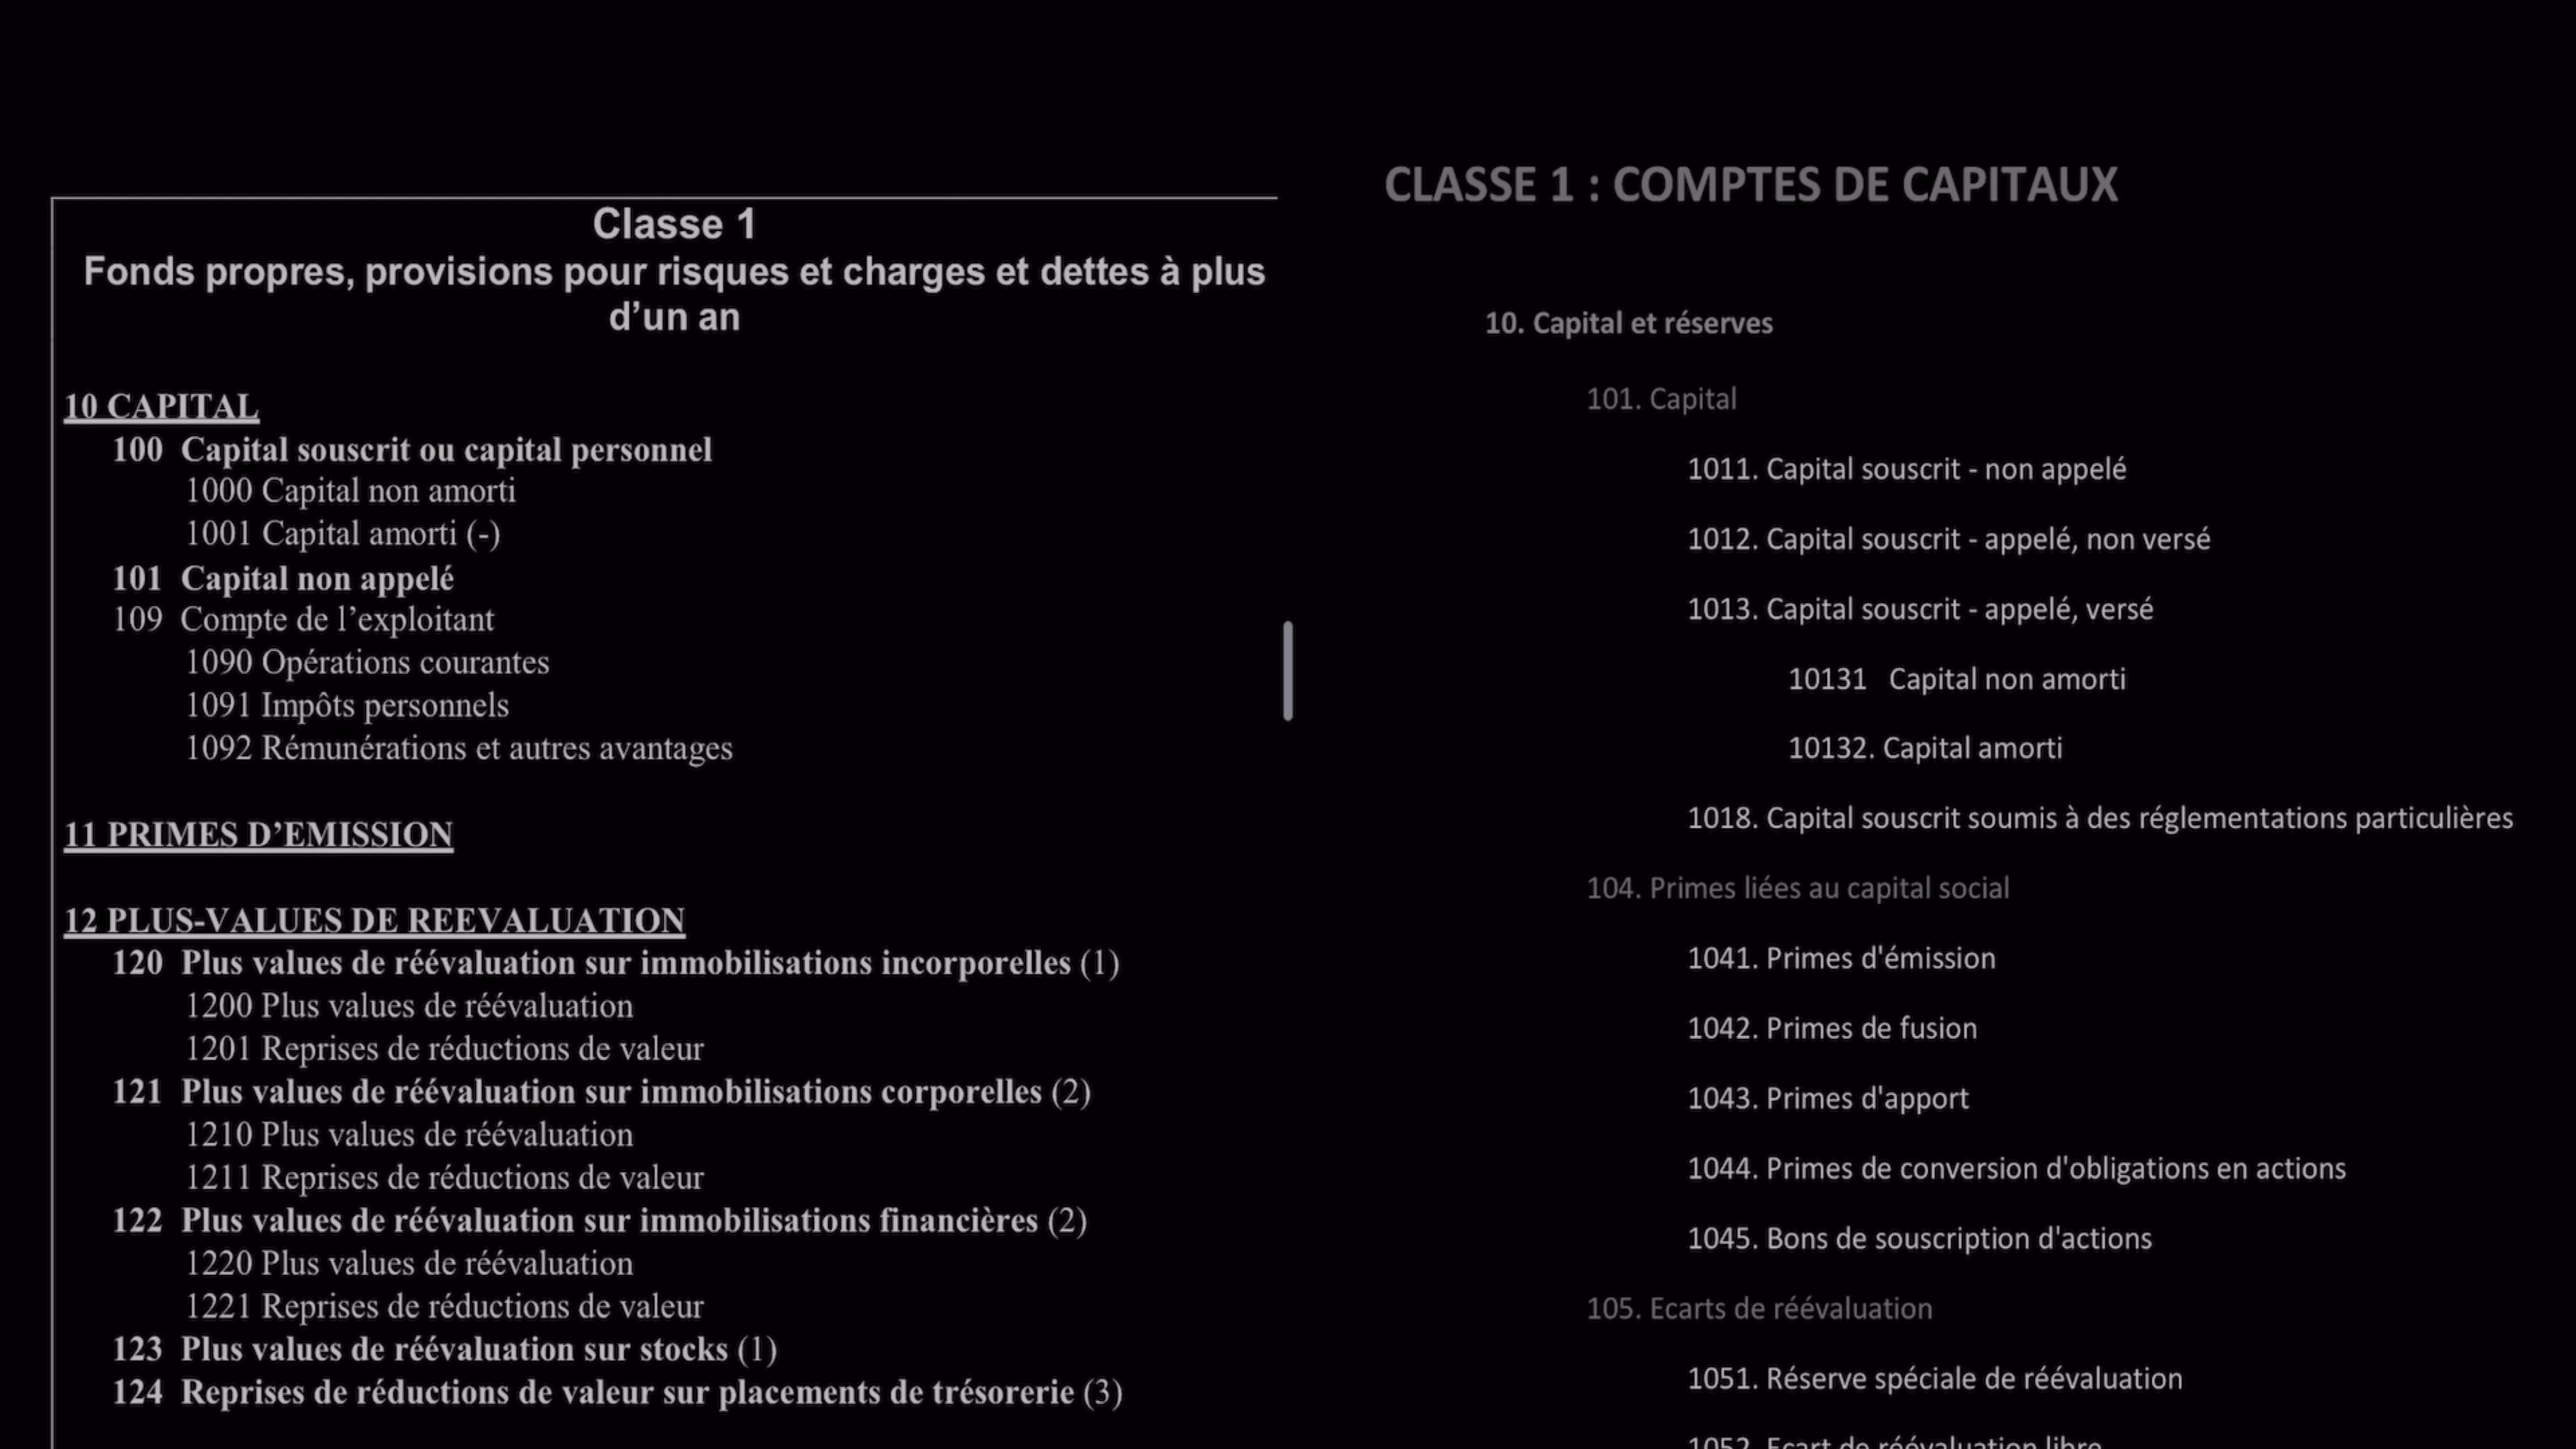 Classe 1
Fonds propres, provisions pour risques et charges et dettes à plus
d’un an
10 CAPITAL
100 Capital souscrit ou capital personnel
1000 Capital non amorti
1001 Capital amorti (-)
101 Capital non appelé
109 Compte de l’exploitant
1090 Opérations courantes
1091 Impôts personnels
1092 Rémunérations et autres avantages
11 PRIMES D’EMISSION
12 PLUS-VALUES DE REEVALUATION
120 Plus values de réévaluation sur immobilisations incorporelles (1)
1200 Plus values de réévaluation
1201 Reprises de réductions de valeur
121 Plus values de réévaluation sur immobilisations corporelles (2)
1210 Plus values de réévaluation
1211 Reprises de réductions de valeur
122 Plus values de réévaluation sur immobilisations financières (2)
1220 Plus values de réévaluation
1221 Reprises de réductions de valeur
123 Plus values de réévaluation sur stocks (1)
124 Reprises de réductions de valeur sur placements de trésorerie (3)
CLASSE 1 : COMPTES DE CAPITAUX
10. Capital et réserves
101. Capital
1011. Capital souscrit - non appelé
1012. Capital souscrit - appelé, non versé
1013. Capital souscrit - appelé, versé
10131 Capital non amorti
10132. Capital amorti
1018. Capital souscrit soumis à des réglementations particulières
104. Primes liées au capital social
1041. Primes d'émission
1042. Primes de fusion
1043. Primes d'apport
1044. Primes de conversion d'obligations en actions
1045. Bons de souscription d'actions
105. Ecarts de réévaluation
1051. Réserve spéciale de réévaluation
1052. Ecart de réévaluation libre